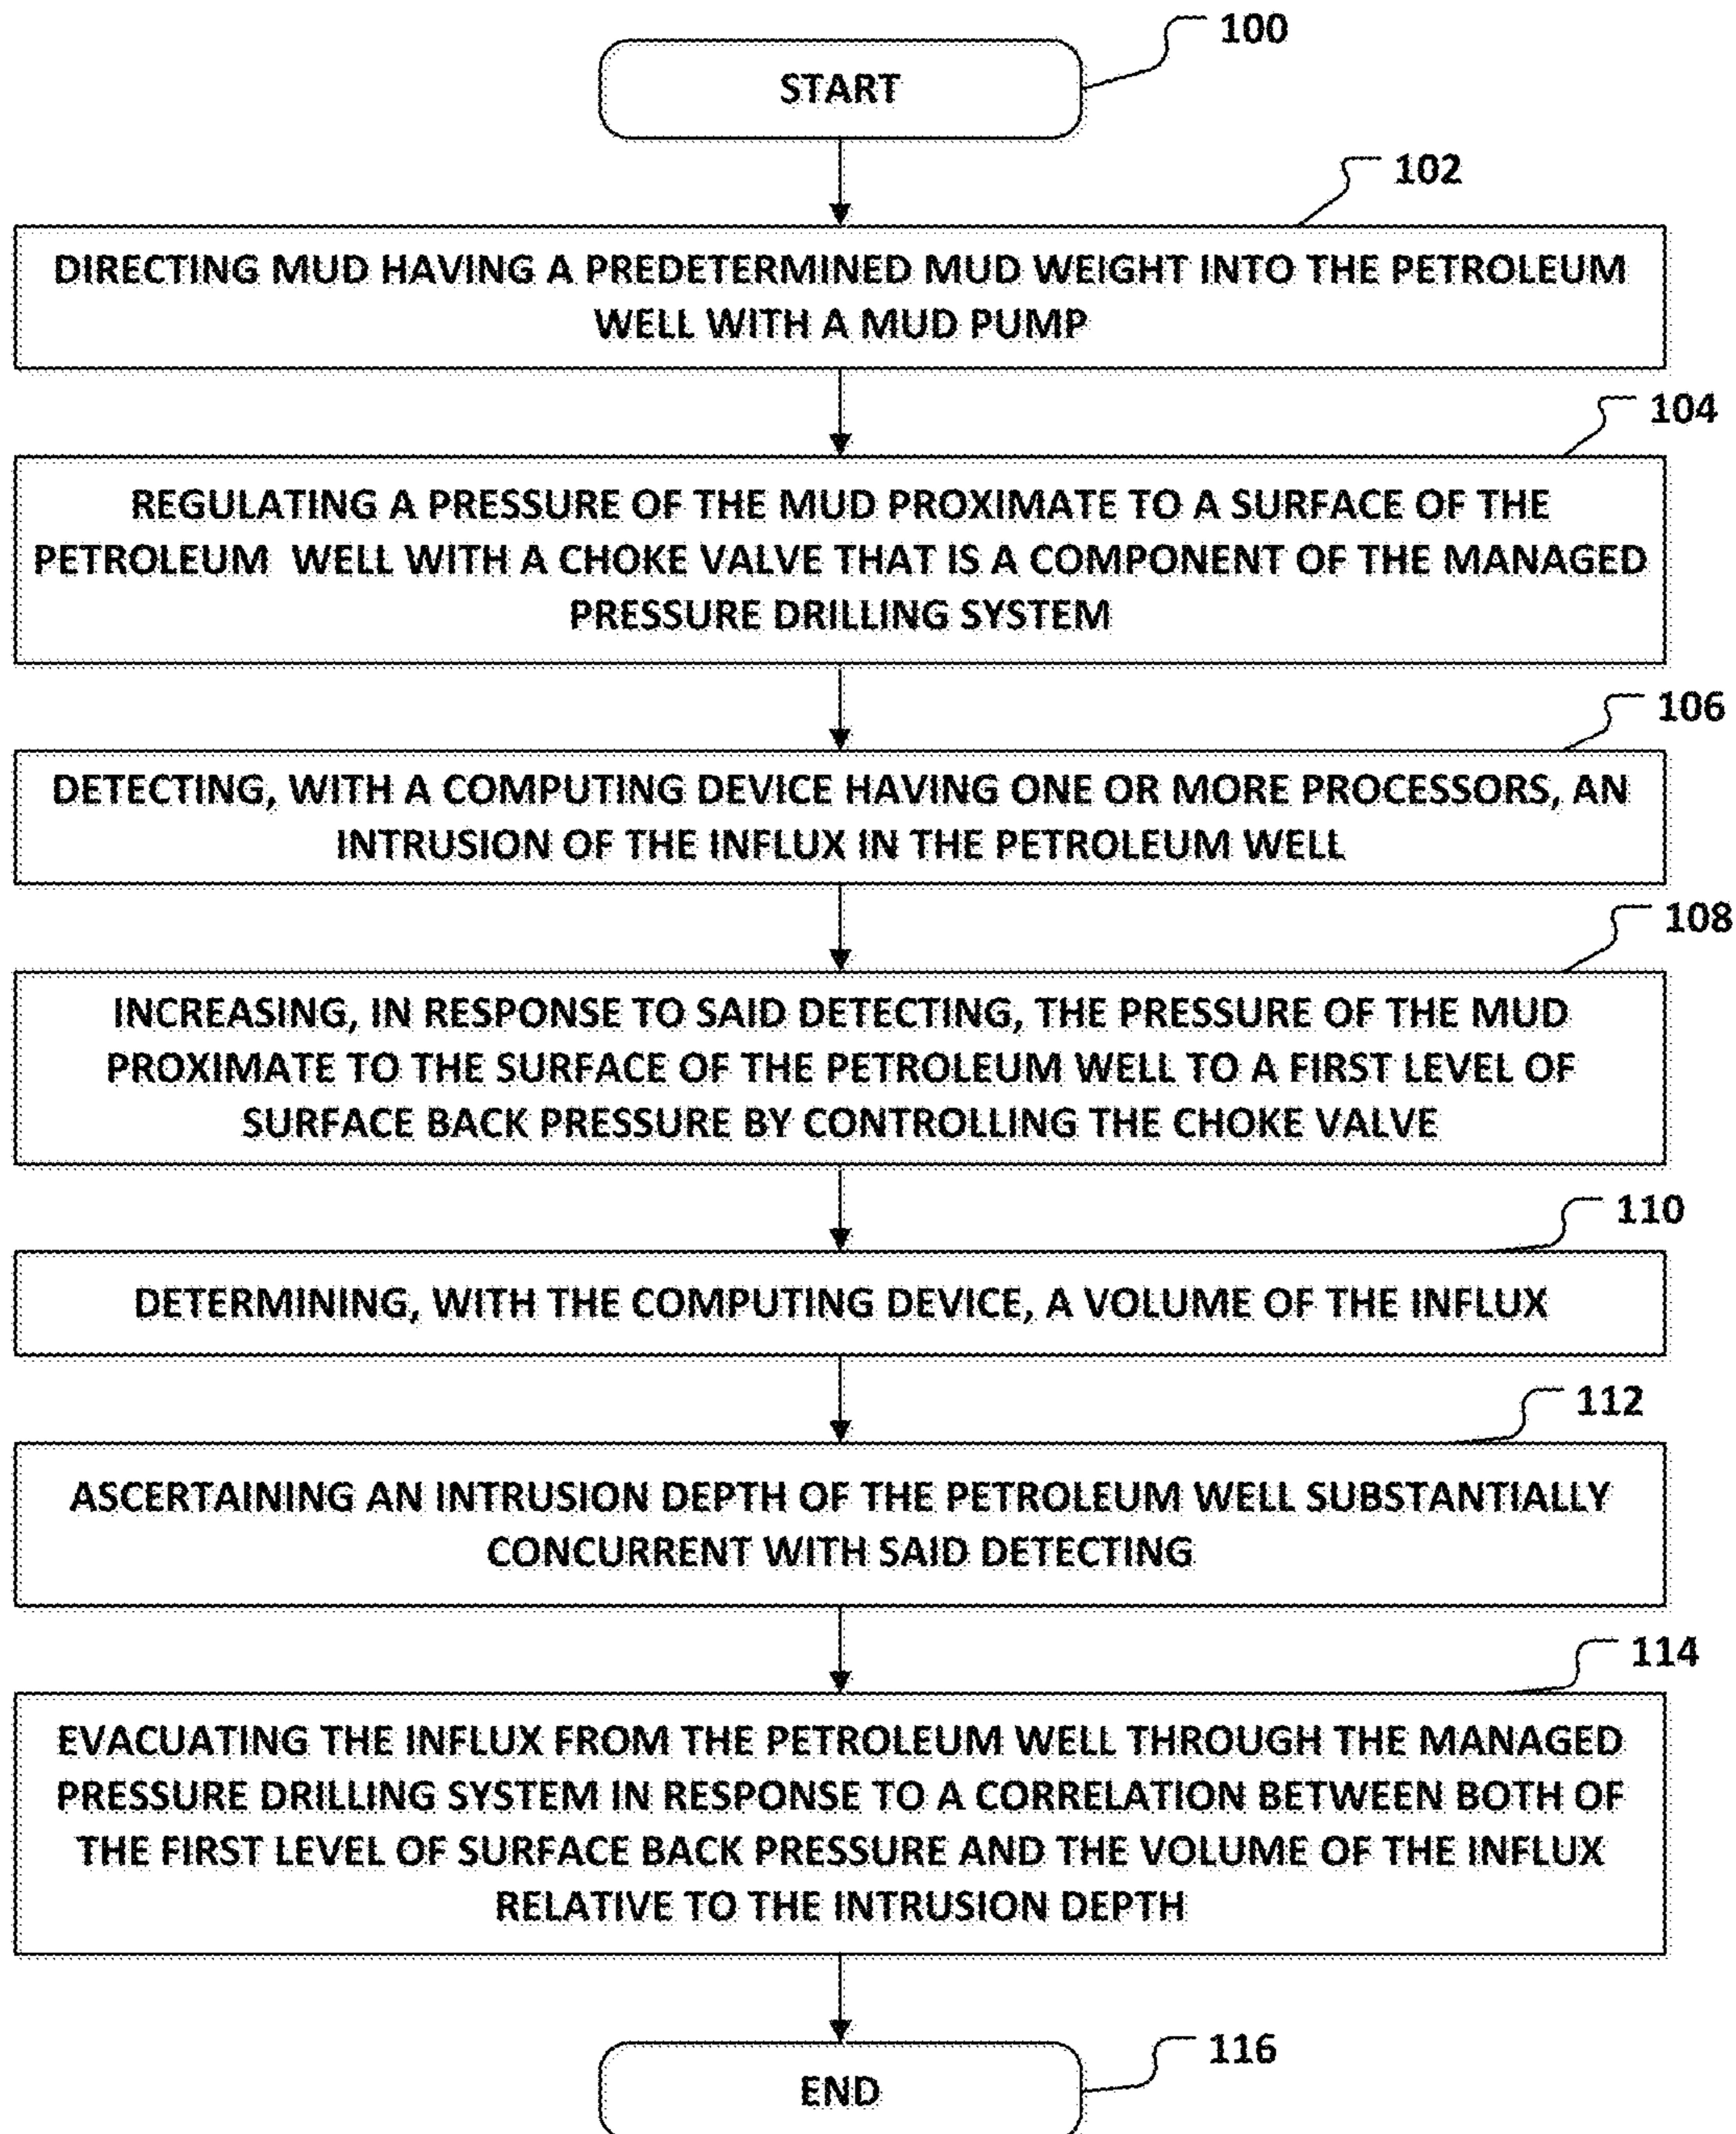 100
START
102
DIRECTING MUD HAVING A PREDETERMINED MUD WEIGHT INTO THE PETROLEUM
WELL WITH A MUD PUMP
104
REGULATING A PRESSURE OF THE MUD PROXIMATE TO A SURFACE OF THE
PETROLEUM WELL WITH A CHOKE VALVE THAT IS A COMPONENT OF THE MANAGED
PRESSURE DRILLING SYSTEM
106
DETECTING, WITH A COMPUTING DEVICE HAVING ONE OR MORE PROCESSORS, AN
INTRUSION OF THE INFLUX IN THE PETROLEUM WELL
108
INCREASING, IN RESPONSE TO SAID DETECTING, THE PRESSURE OF THE MUD
PROXIMATE TO THE SURFACE OF THE PETROLEUM WELL TO A FIRST LEVEL OF
SURFACE BACK PRESSURE BY CONTROLLING THE CHOKE VALVE
110
DETERMINING, WITH THE COMPUTING DEVICE, A VOLUME OF THE INFLUX
112
ASCERTAINING AN INTRUSION DEPTH OF THE PETROLEUM WELL SUBSTANTIALLY
CONCURRENT WITH SAID DETECTING
114
EVACUATING THE INFLUX FROM THE PETROLEUM WELL THROUGH THE MANAGED
PRESSURE DRILLING SYSTEM IN RESPONSE TO A CORRELATION BETWEEN BOTH OF
THE FIRST LEVEL OF SURFACE BACK PRESSURE AND THE VOLUME OF THE INFLUX
RELATIVE TO THE INTRUSION DEPTH
116
END